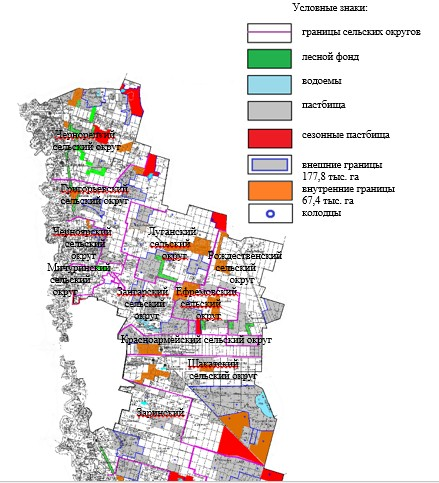 Условные знаки:
границы сельских округов
лесной фонд
водоемы
пастбища
сезонные пастбища
внешние границы
177,8 тыс. га
внутренние границы
67,4 тыс. га
колодцы
Чернорецкий
сельский округ
Григорьевский
сельский округ
Черноярский
сельский
округ
Луганский
сельский
округ
Рождественский
сельский
округ
Мичуринский
сельский
округ
Зангарский
сельский
округ
Ефремовский
сельский
округ
Красноармейский сельский округ
Шакатский
сельский округ
Заринский